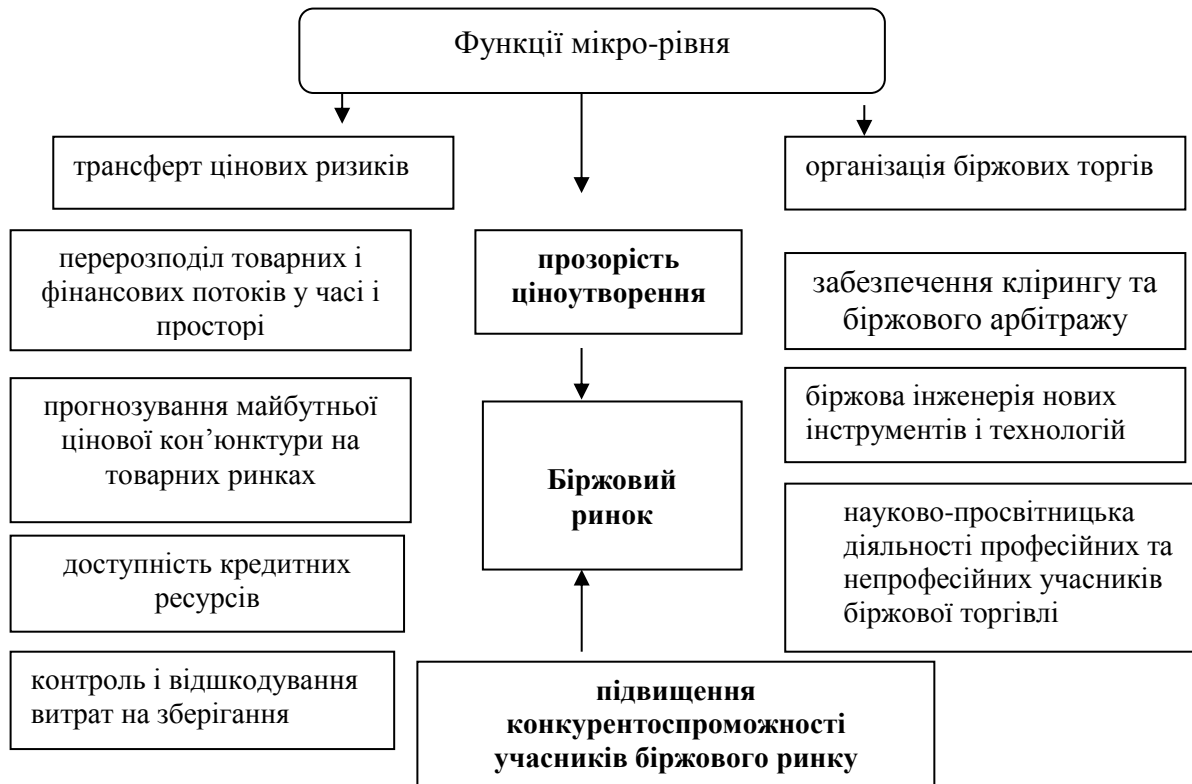 Функції мікро-рівня
трансферт цінових ризиків
організація біржових торгів
перерозподіл товарних і
фінансових потоків у часі і
просторі
прозорість
ціноутворення
забезпечення клірингу та
біржового арбітражу
прогнозування майбутньої
цінової кон’юнктури на
товарних ринках
Біржовий
ринок
біржова інженерія нових
інструментів і технологій
доступність кредитних
ресурсів
науково-просвітницька
діяльності професійних та
непрофесійних учасників
біржової торгівлі
контроль і відшкодування
витрат на зберігання
підвищення
конкурентоспроможності
учасників біржового ринку